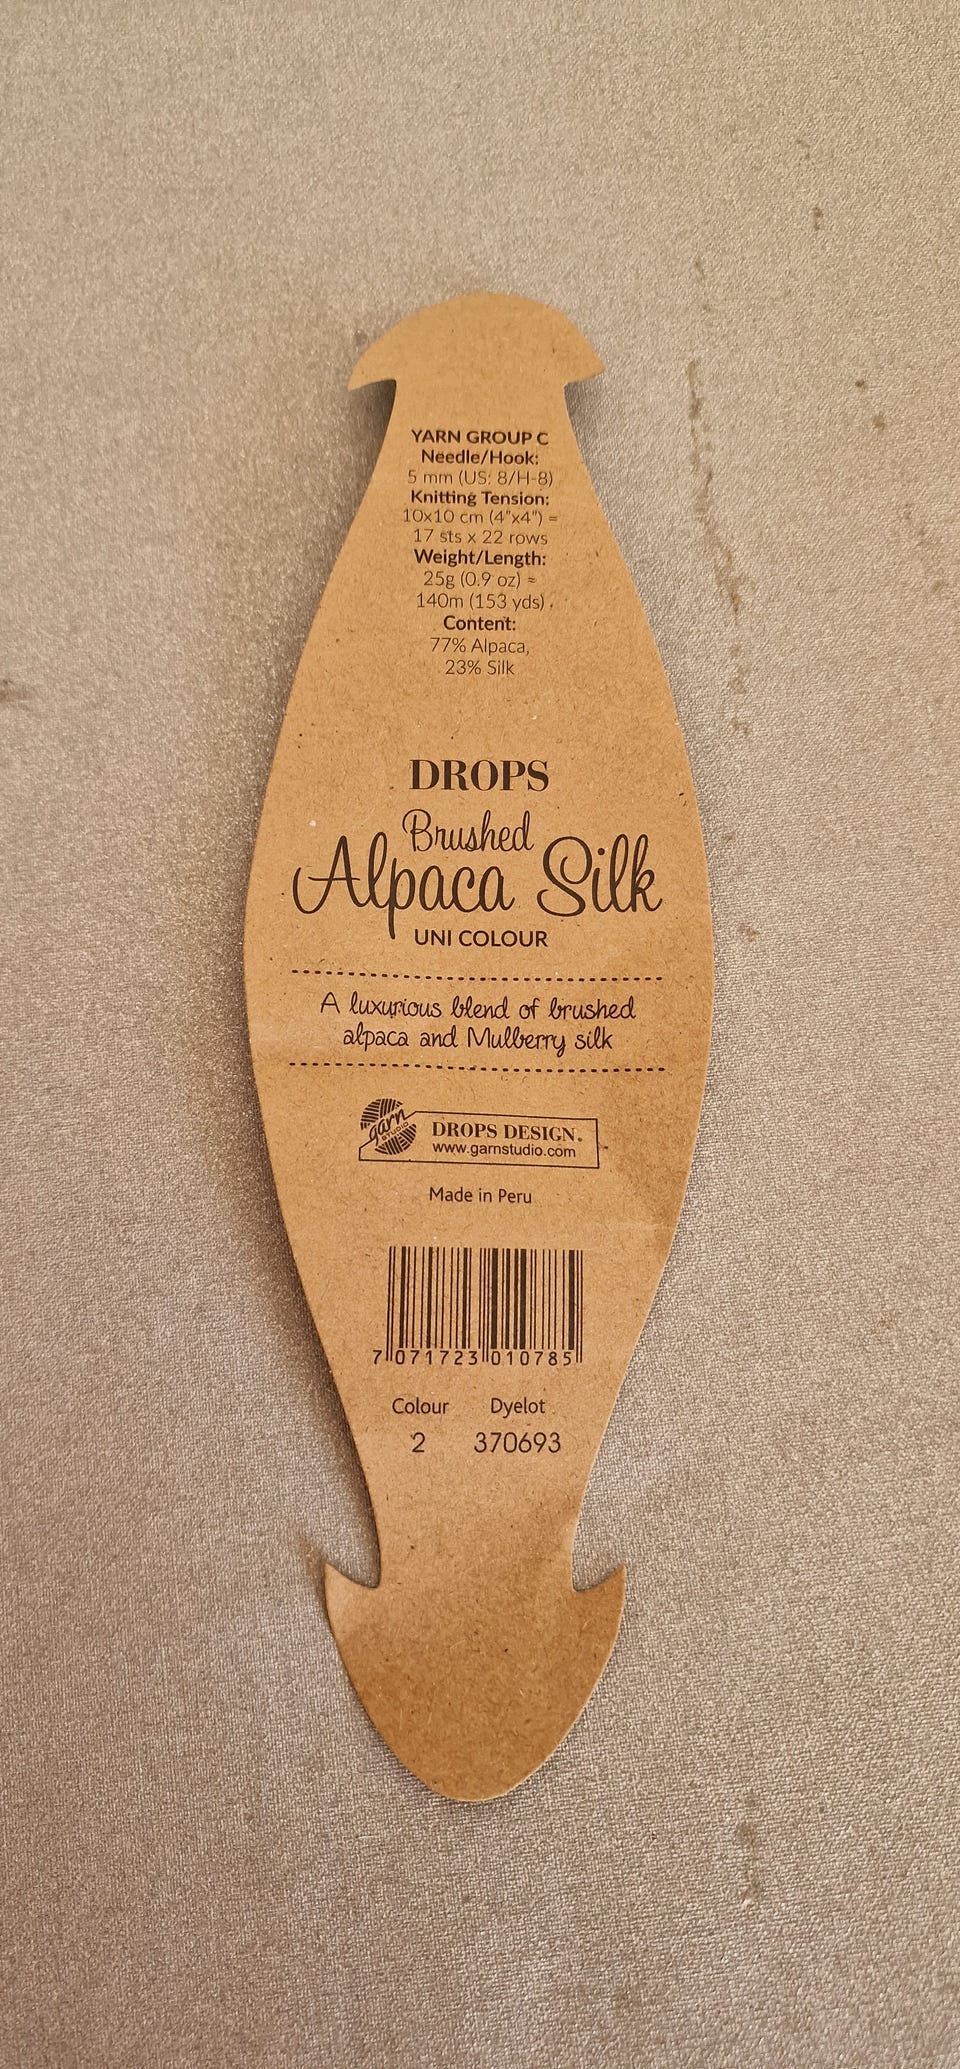 YARN GROUP C
Needle/Hook:
5 mm (US: 8/H-8)
Knitting Tension:
10x10 cm (4"x4") =
17 sts x 22 rows
Weight/Length:
25g (0.9 oz) =
140m (153 yds)
Content:
77% Alpaca,
23% Silk
DROPS
Brushed
Alpaca Silk
UNI COLOUR
A luxurious blend of brushed
alpaca and Mulberry silk
garn
STUDIO
DROPS DESIGN®
www.garnstudio.com
Made in Peru
7 071723 010785
Colour Dyelot
2 370693